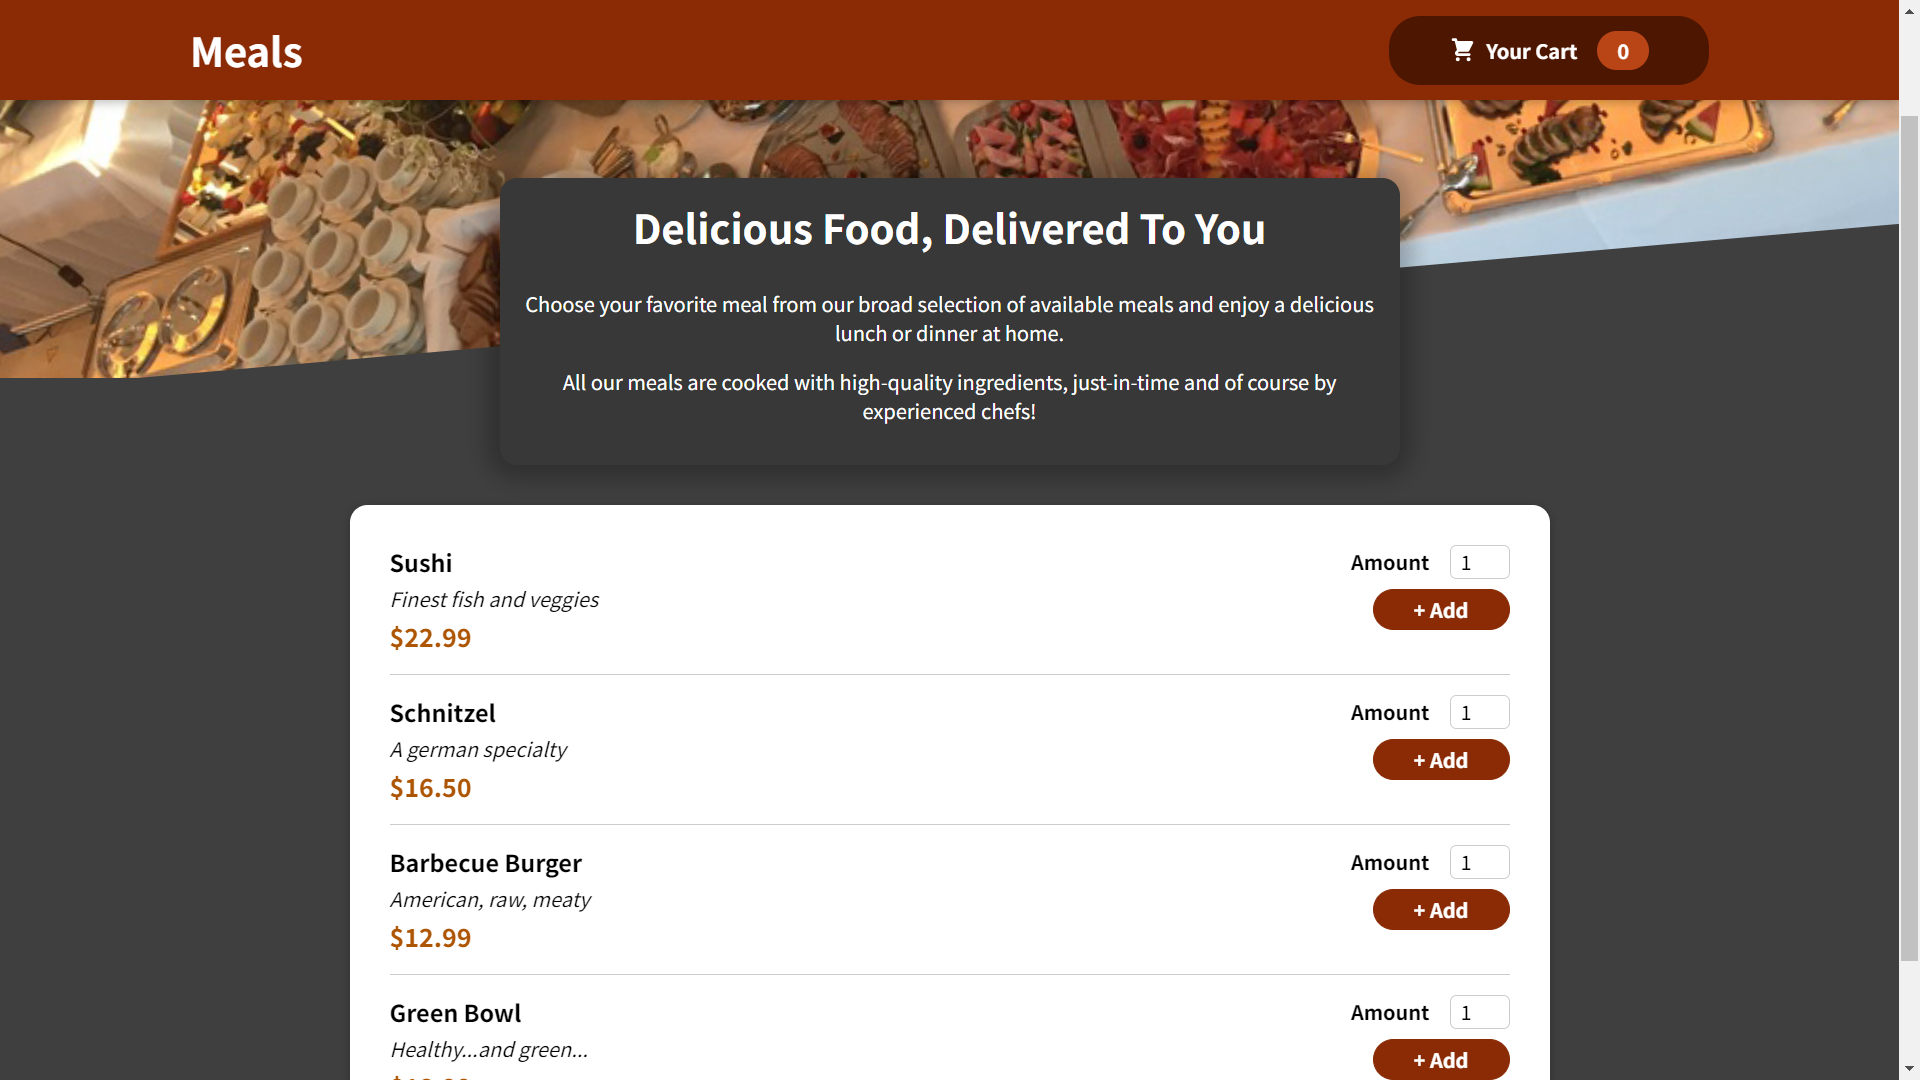 Meals
Your Cart 0
Delicious Food, Delivered To You
Choose your favorite meal from our broad selection of available meals and enjoy a delicious
lunch or dinner at home.
All our meals are cooked with high-quality ingredients, just-in-time and of course by
experienced chefs!
Sushi
Finest fish and veggies
$22.99
Amount 1
+ Add
Schnitzel
A german specialty
$16.50
Amount 1
+ Add
Barbecue Burger
American, raw, meaty
$12.99
Amount 1
+ Add
Green Bowl
Healthy...and green...
Amount 1
+ Add